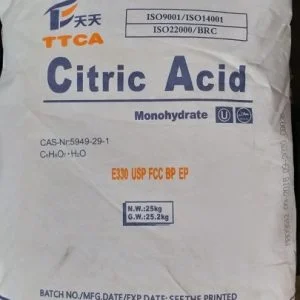 天天
TTCA
ISO9001/ISO14001
ISO22000/BRC
Citric Acid
Monohydrate
CAS-Nr:5949-29-1
C₆H₈O₇·H₂O
E330 USP FCC BP EP
N.W.:25kg
G.W.:25.2kg
BATCH NO./MFG.DATE/EXP.DATE: SEE THE PRINTED